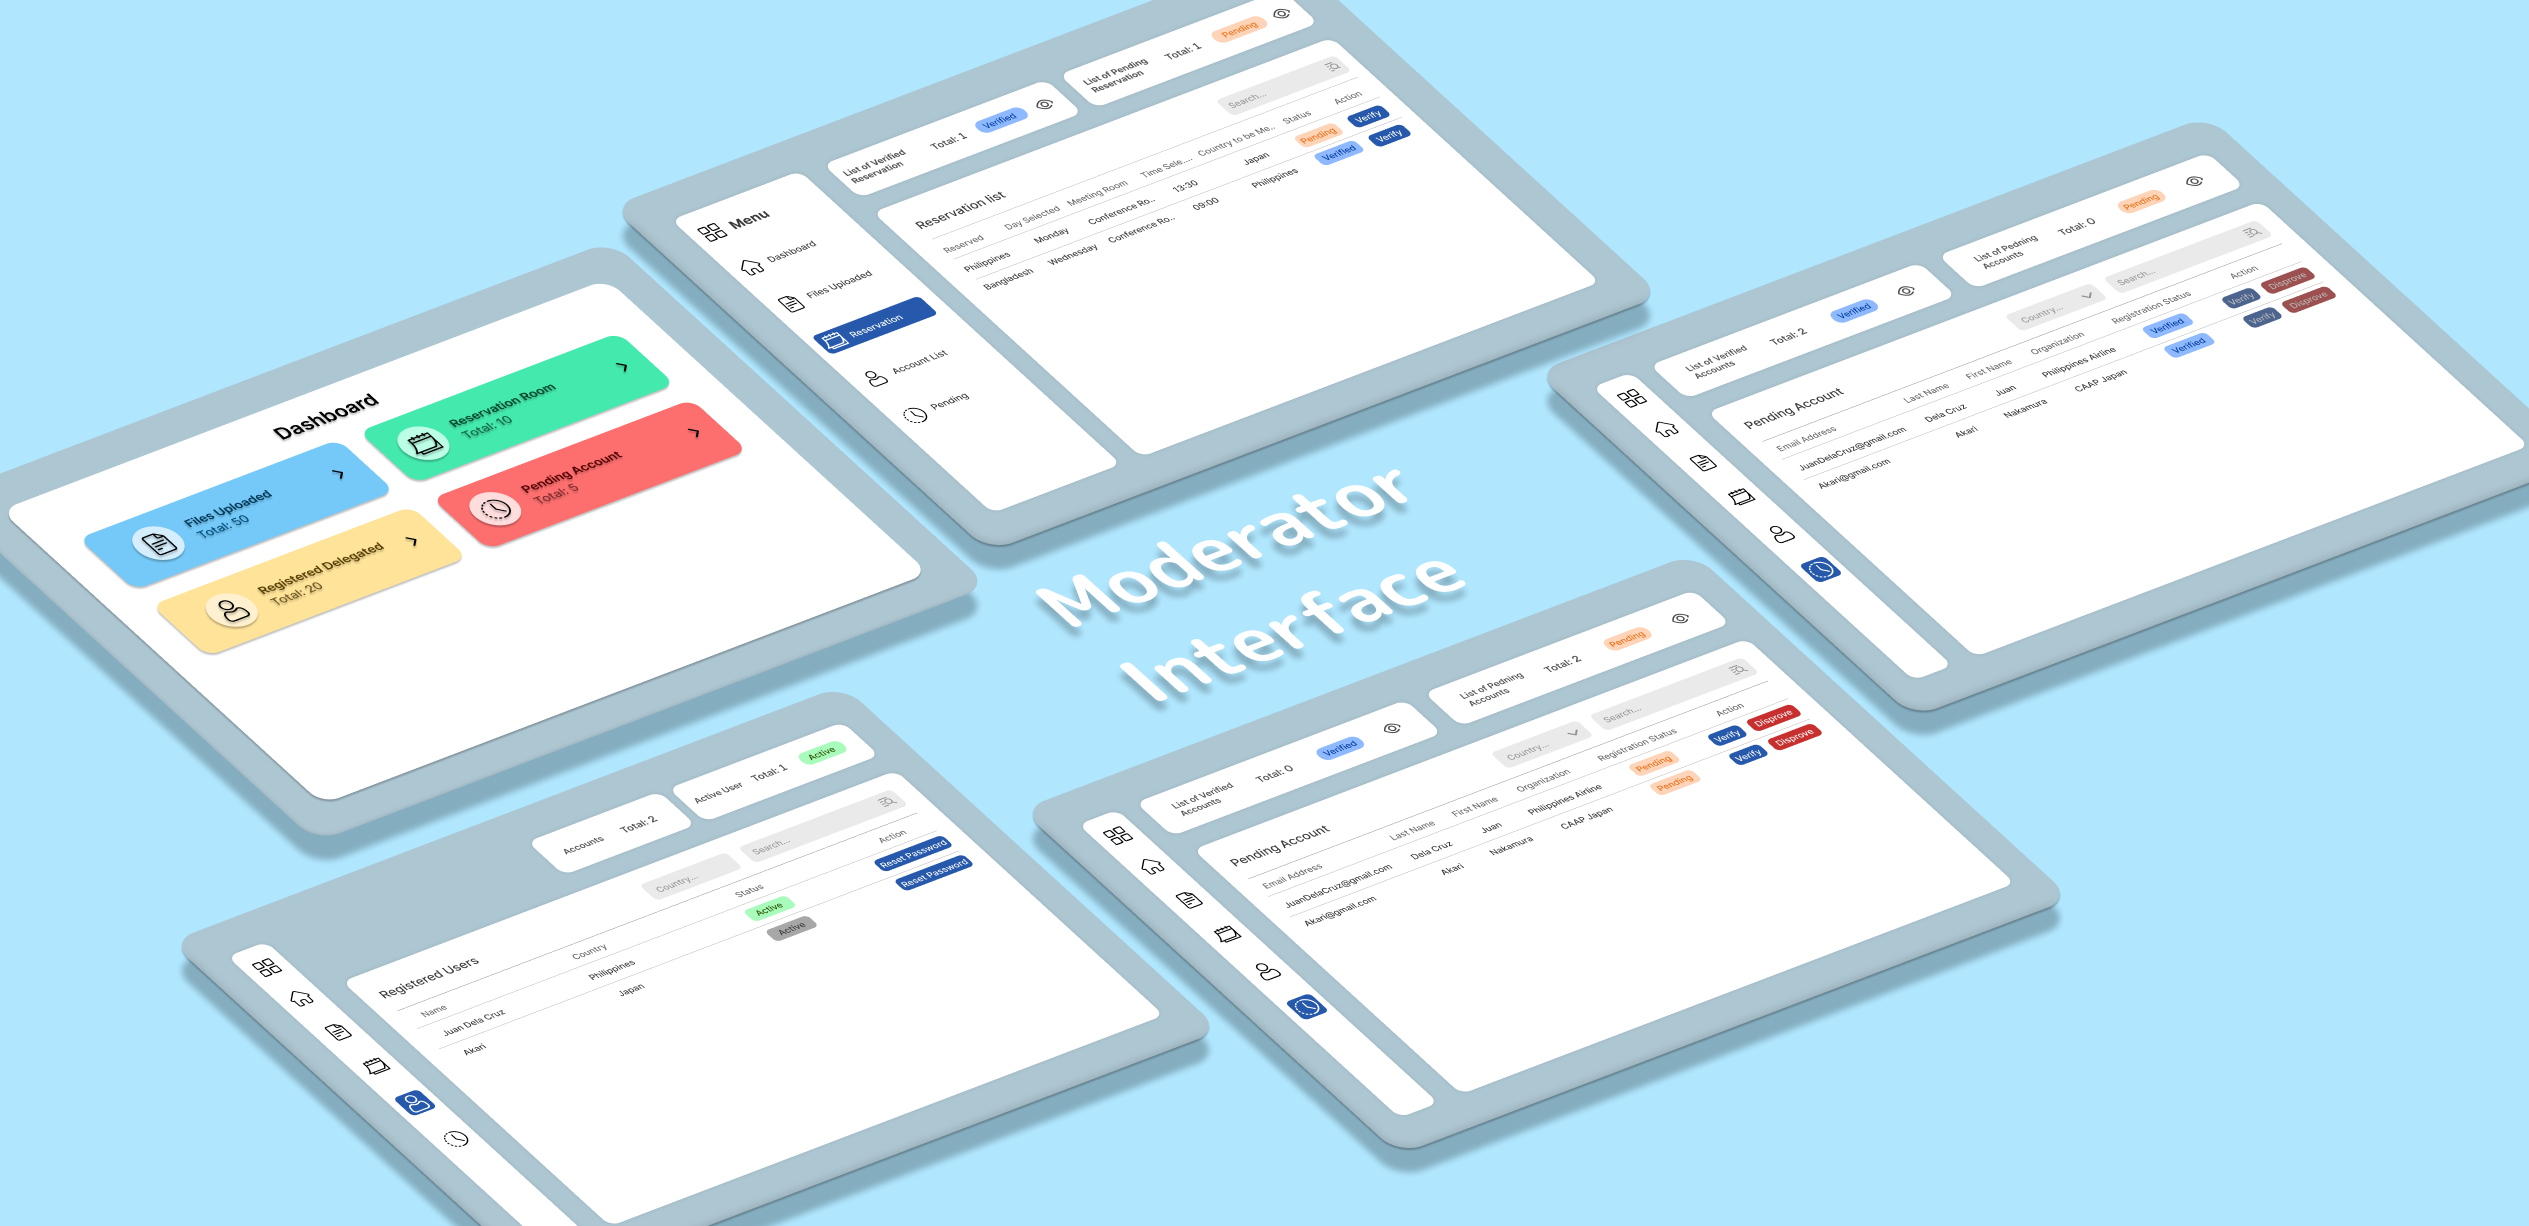 Dashboard
Files Uploaded
Total: 50
Reservation Room
Total: 10
Registered Delegated
Total: 20
Pending Account
Total: 5
List of Verified
Reservation
Total: 1
Verified
List of Pending
Reservation
Total: 1
Pending
Menu
Dashboard
Files Uploaded
Reservation
Account List
Pending
Reservation list
Search...
Reserved Day Selected Meeting Room Time Sele.... Country to be Me.. Status Action
Philippines Monday Conference Ro.. 13:30 Japan Pending Verify
Bangladesh Wednesday Conference Ro.. 09:00 Philippines Verified Verify
Moderator
Interface
List of Verified
Accounts
Total: 2
Verified
List of Pedning
Accounts
Total: 0
Pending
Pending Account
Country...
Search...
Email Address Last Name First Name Organization Registration Status Action
JuanDelaCruz@gmail.com Dela Cruz Juan Philippines Airline Verified Verify Disprove
Akari@gmail.com Akari Nakamura CAAP Japan Verified Verify Disprove
Accounts Total: 2
Active User Total: 1 Active
Registered Users
Country...
Search...
Name Country Status Action
Juan Dela Cruz Philippines Active Reset Password
Akari Japan Active Reset Password
List of Verified
Accounts
Total: 0
Verified
List of Pedning
Accounts
Total: 2
Pending
Pending Account
Country...
Search...
Email Address Last Name First Name Organization Registration Status Action
JuanDelaCruz@gmail.com Dela Cruz Juan Philippines Airline Pending Verify Disprove
Akari@gmail.com Akari Nakamura CAAP Japan Pending Verify Disprove